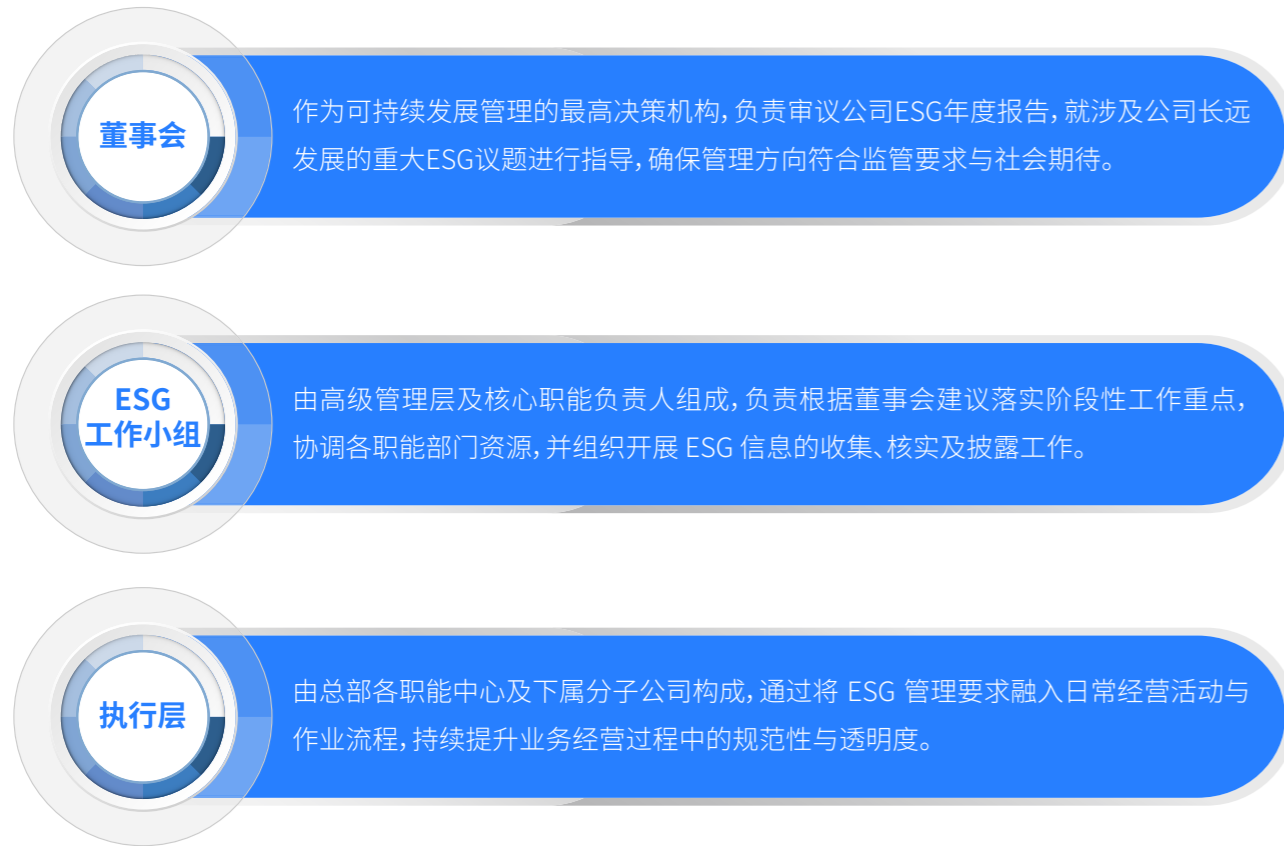 董事会
作为可持续发展管理的最高决策机构,负责审议公司ESG年度报告,就涉及公司长远
发展的重大ESG议题进行指导,确保管理方向符合监管要求与社会期待。
ESG
工作小组
由高级管理层及核心职能负责人组成,负责根据董事会建议落实阶段性工作重点,
协调各职能部门资源,并组织开展 ESG 信息的收集、核实及披露工作。
执行层
由总部各职能中心及下属分子公司构成,通过将 ESG 管理要求融入日常经营活动与
作业流程,持续提升业务经营过程中的规范性与透明度。